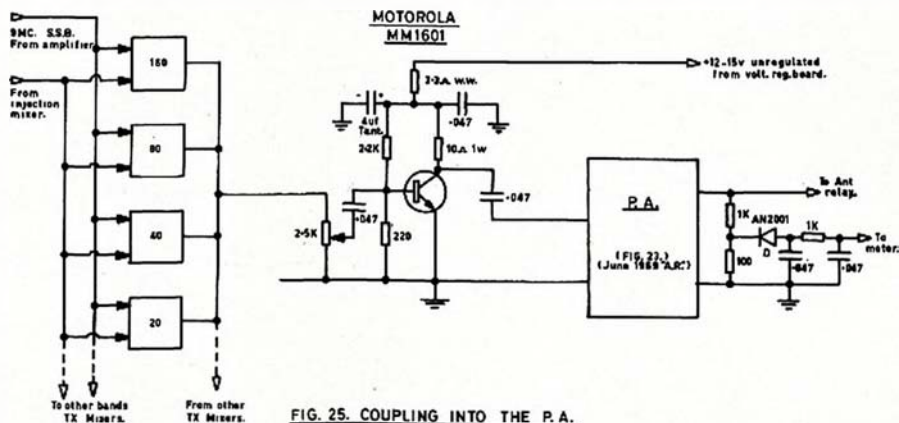 MOTOROLA
MM1601
9MC. S.S.B.
From amplifier.
From
injection
mixer.
160
80
40
20
To other bands
TX Mixers.
From other
TX Mixers.
+12-15v unregulated
from volt. reg. board.
2·2Ω w.w.
- +
4uf
Tant.
·047
2·2K
10Ω 1w
·047
·047
2·5K
220
P. A.
(FIG. 23.)
(June 1969 "A.R.")
To Ant
relay.
1K
AN2001
1K
100
D
·047
·047
To
meter.
FIG. 25. COUPLING INTO THE P. A.